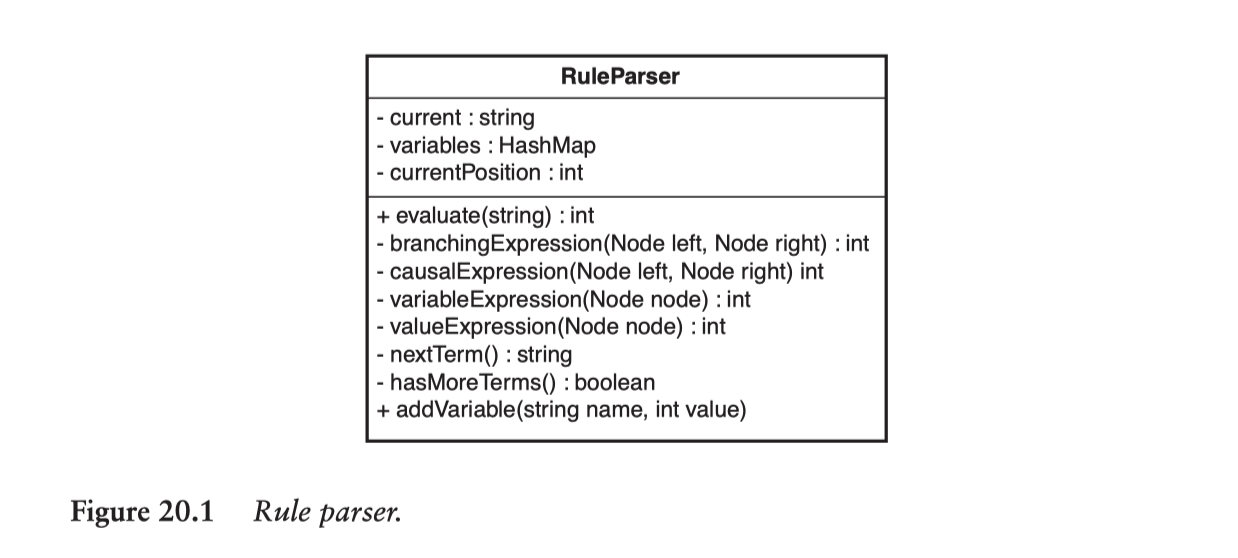 RuleParser
- current : string
- variables : HashMap
- currentPosition : int
+ evaluate(string) : int
- branchingExpression(Node left, Node right) : int
- causalExpression(Node left, Node right) int
- variableExpression(Node node) : int
- valueExpression(Node node) : int
- nextTerm() : string
- hasMoreTerms() : boolean
+ addVariable(string name, int value)
Figure 20.1 Rule parser.